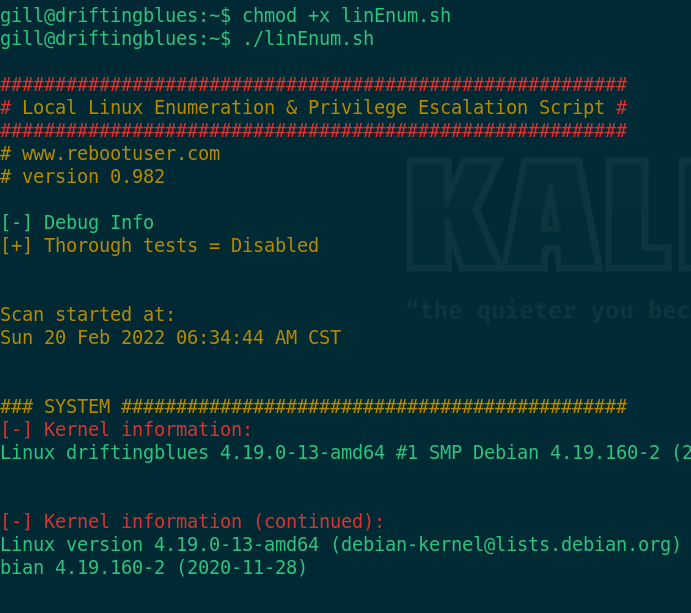 gill@driftingblues:~$ chmod +x linEnum.sh
gill@driftingblues:~$ ./linEnum.sh
#########################################################
# Local Linux Enumeration & Privilege Escalation Script #
#########################################################
# www.rebootuser.com
# version 0.982
[-] Debug Info
[+] Thorough tests = Disabled
KALI
“the quieter you bec
Scan started at:
Sun 20 Feb 2022 06:34:44 AM CST
### SYSTEM ##############################################
[-] Kernel information:
Linux driftingblues 4.19.0-13-amd64 #1 SMP Debian 4.19.160-2 (2
[-] Kernel information (continued):
Linux version 4.19.0-13-amd64 (debian-kernel@lists.debian.org)
bian 4.19.160-2 (2020-11-28)